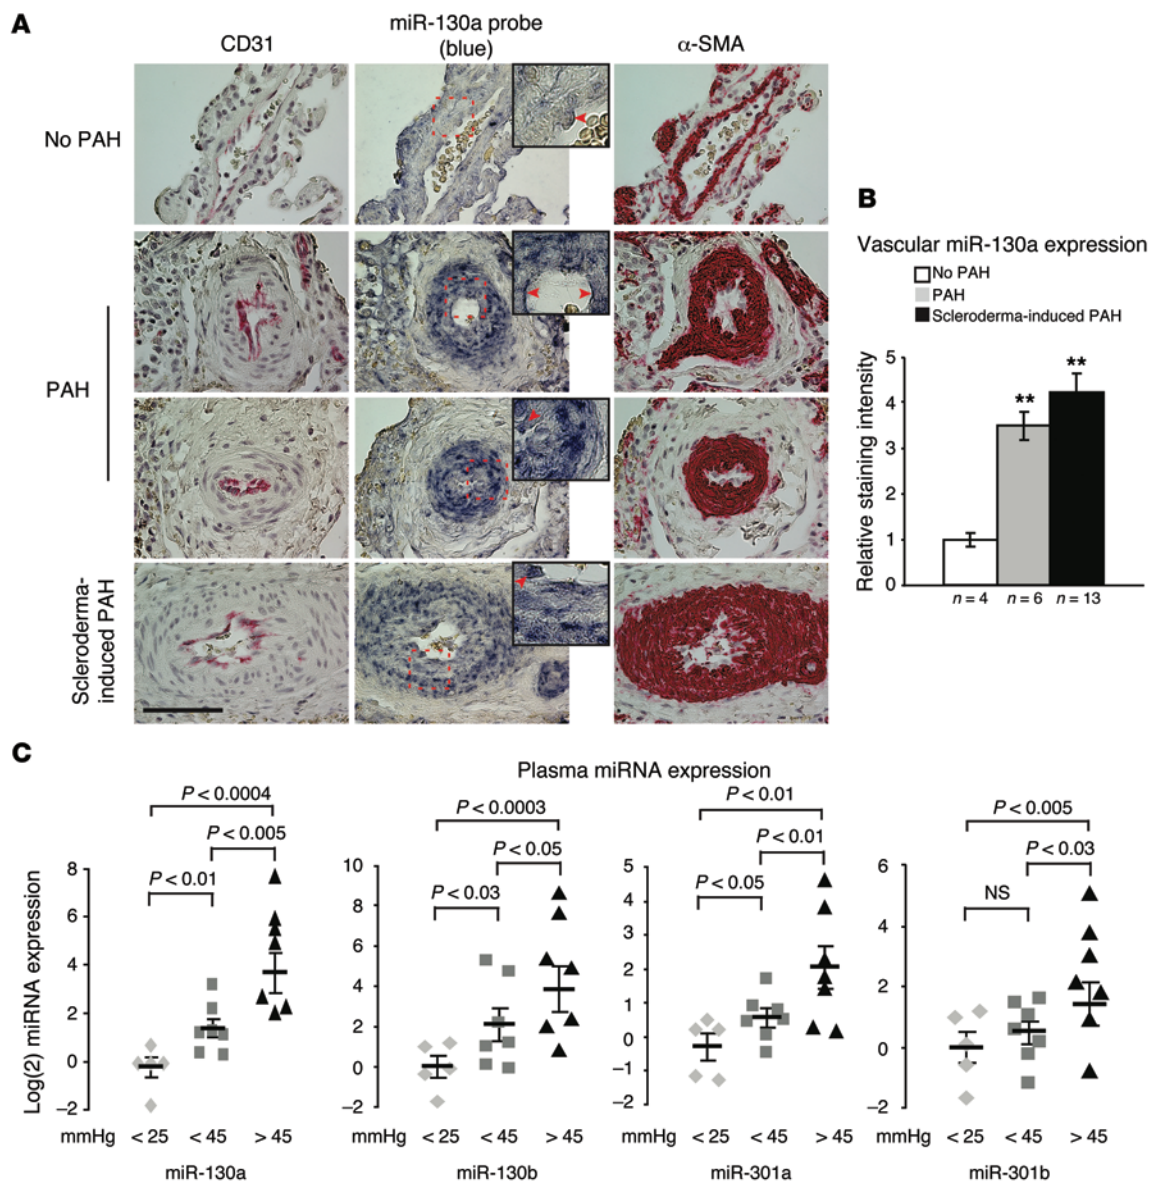 A
CD31
miR-130a probe
(blue)
α-SMA
No PAH
PAH
Scleroderma-
induced PAH
B
Vascular miR-130a expression
No PAH
PAH
Scleroderma-induced PAH
Relative staining intensity
5
4
3
2
1
0
**
**
n = 4
n = 6
n = 13
C
Plasma miRNA expression
Log(2) miRNA expression
P < 0.0004
P < 0.005
P < 0.01
8
6
4
2
0
–2
mmHg < 25 < 45 > 45
miR-130a
P < 0.0003
P < 0.05
P < 0.03
10
8
6
4
2
0
–2
mmHg < 25 < 45 > 45
miR-130b
P < 0.01
P < 0.01
P < 0.05
5
4
3
2
1
0
–1
–2
mmHg < 25 < 45 > 45
miR-301a
P < 0.005
P < 0.03
NS
6
4
2
0
–2
mmHg < 25 < 45 > 45
miR-301b